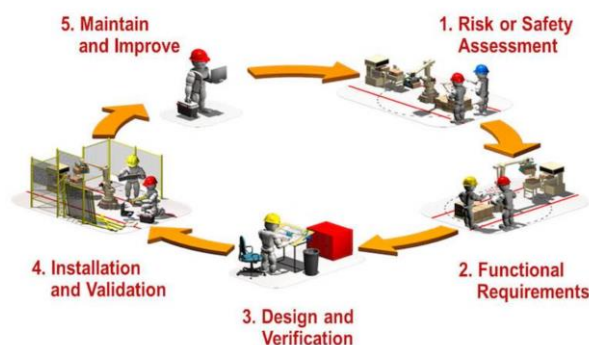 1. Risk or Safety
Assessment
2. Functional
Requirements
3. Design and
Verification
4. Installation
and Validation
5. Maintain
and Improve